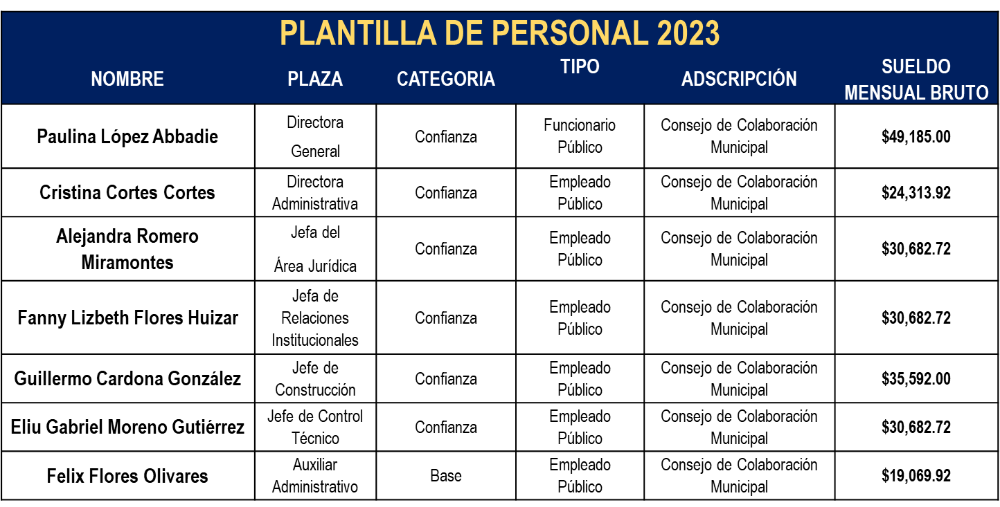 PLANTILLA DE PERSONAL 2023
NOMBRE PLAZA CATEGORIA TIPO ADSCRIPCIÓN SUELDO
MENSUAL BRUTO
Paulina López Abbadie
Directora
General
Confianza
Funcionario
Público
Consejo de Colaboración
Municipal
$49,185.00
Cristina Cortes Cortes
Directora
Administrativa
Confianza
Empleado
Público
Consejo de Colaboración
Municipal
$24,313.92
Alejandra Romero
Miramontes
Jefa del
Área Jurídica
Confianza
Empleado
Público
Consejo de Colaboración
Municipal
$30,682.72
Fanny Lizbeth Flores Huizar
Jefa de
Relaciones
Institucionales
Confianza
Empleado
Público
Consejo de Colaboración
Municipal
$30,682.72
Guillermo Cardona González
Jefe de
Construcción
Confianza
Empleado
Público
Consejo de Colaboración
Municipal
$35,592.00
Eliu Gabriel Moreno Gutiérrez
Jefe de Control
Técnico
Confianza
Empleado
Público
Consejo de Colaboración
Municipal
$30,682.72
Felix Flores Olivares
Auxiliar
Administrativo
Base
Empleado
Público
Consejo de Colaboración
Municipal
$19,069.92